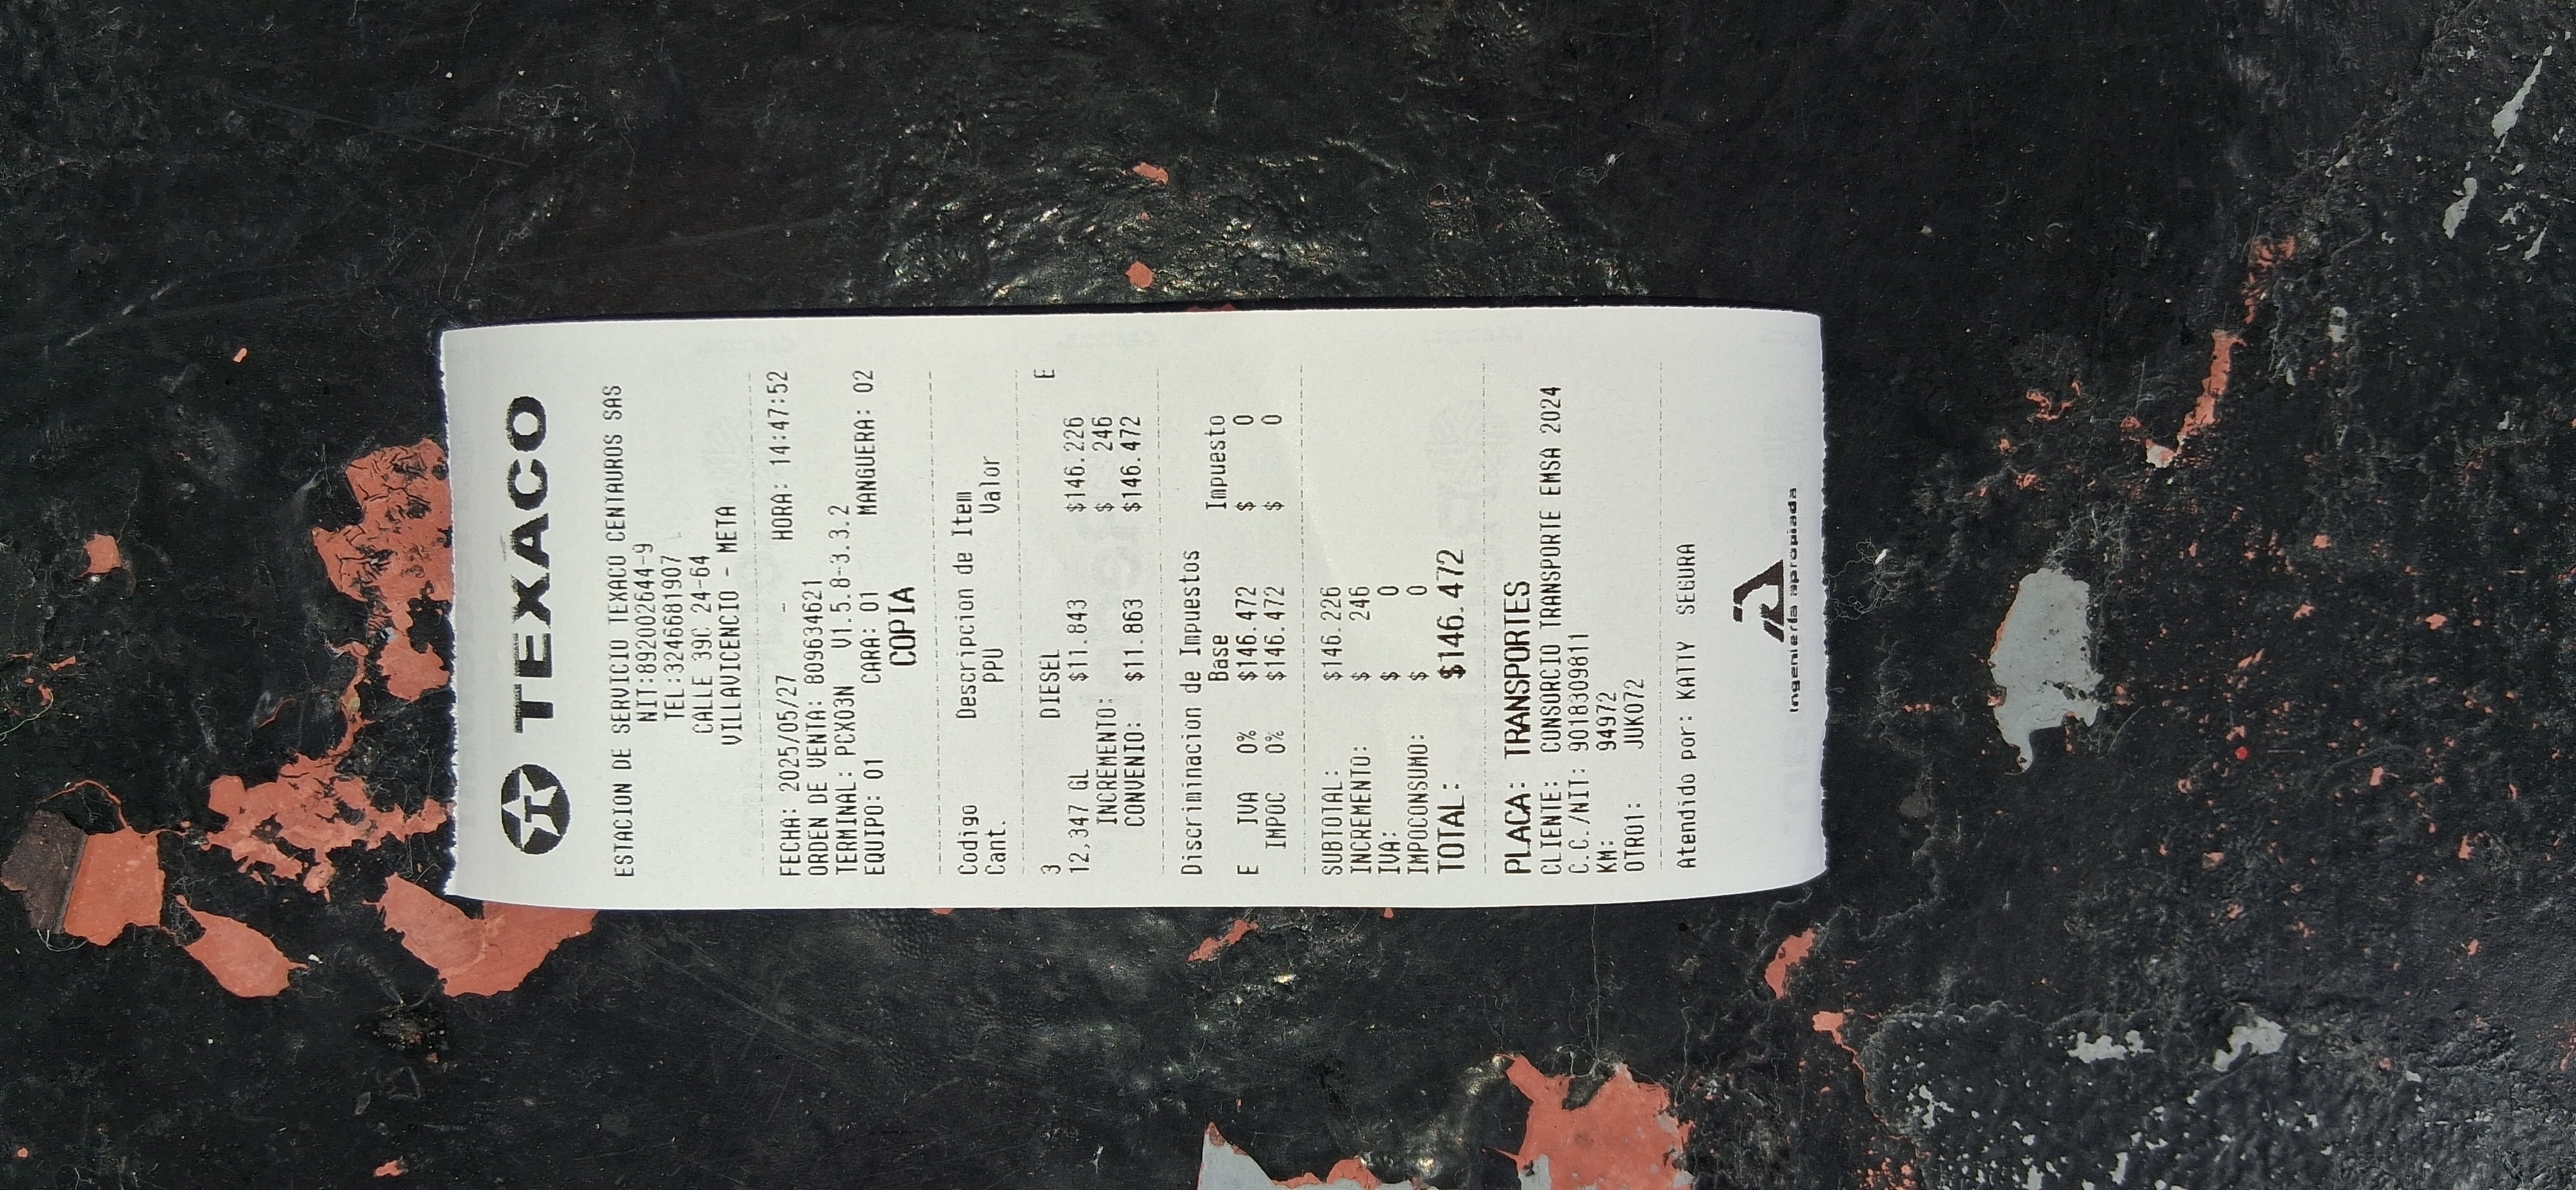 TEXACO
ESTACION DE SERVICIO TEXACO CENTAUROS SAS
NIT:892002644-9
TEL:3246681907
CALLE 39C 24-64
VILLAVICENCIO - META
FECHA: 2025/05/27 - HORA: 14:47:52
ORDEN DE VENTA: 809634621
TERMINAL: PCX03N V1.5.8-3.3.2
EQUIPO: 01 CARA: 01 MANGUERA: 02
COPIA
Codigo Descripcion de Item
Cant. PPU Valor
3 DIESEL E
12,347 GL $11.843 $146.226
INCREMENTO: $ 246
CONVENIO: $11.863 $146.472
Discriminacion de Impuestos
Base Impuesto
E IVA 0% $146.472 $ 0
IMPOC 0% $146.472 $ 0
SUBTOTAL: $146.226
INCREMENTO: $ 246
IVA: $ 0
IMPOCONSUMO: $ 0
TOTAL: $146.472
PLACA: TRANSPORTES
CLIENTE: CONSORCIO TRANSPORTE EMSA 2024
C.C./NIT: 9018309811
KM: 94972
OTRO1: JUK072
Atendido por: KATTY SEGURA
ingeniería apropiada